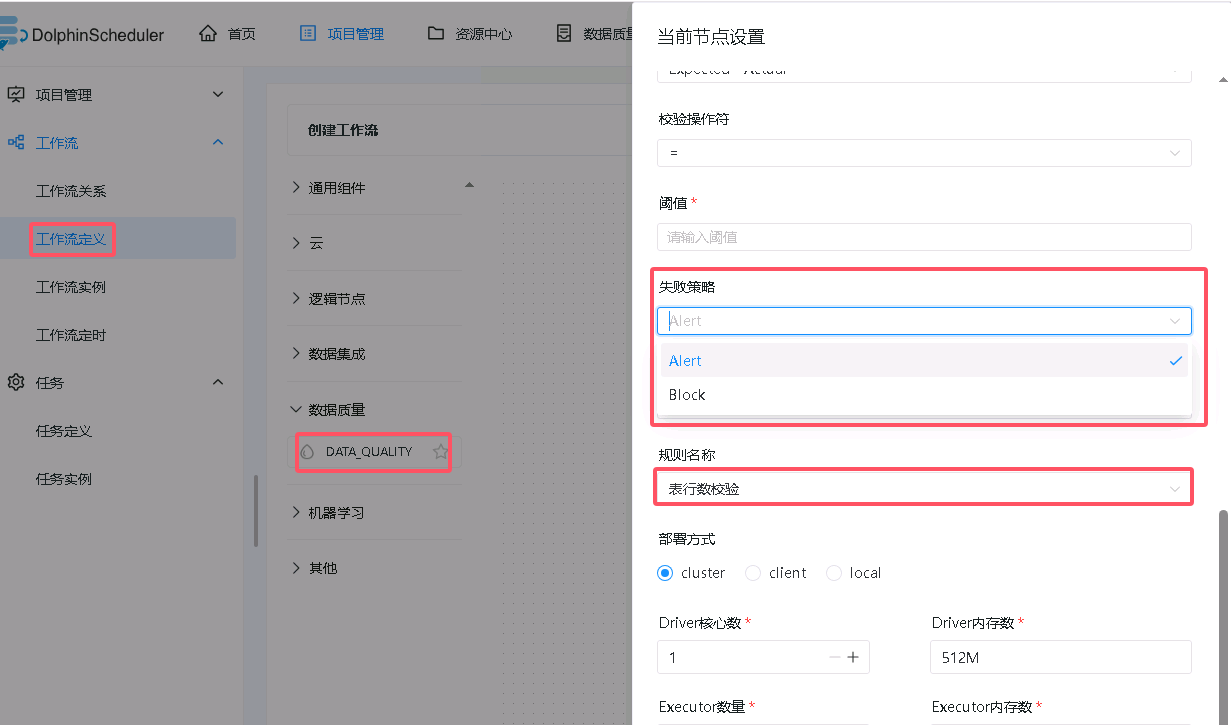 DolphinScheduler
首页
项目管理
资源中心
数据质
项目管理
工作流
工作流关系
工作流定义
工作流实例
工作流定时
任务
任务定义
任务实例
创建工作流
通用组件
云
逻辑节点
数据集成
数据质量
DATA_QUALITY
机器学习
其他
当前节点设置
Expected - Actual
校验操作符
=
阈值 *
请输入阈值
失败策略
Alert
Alert
Block
规则名称
表行数校验
部署方式
cluster client local
Driver核心数 * Driver内存数 *
1 512M
Executor数量 * Executor内存数 *